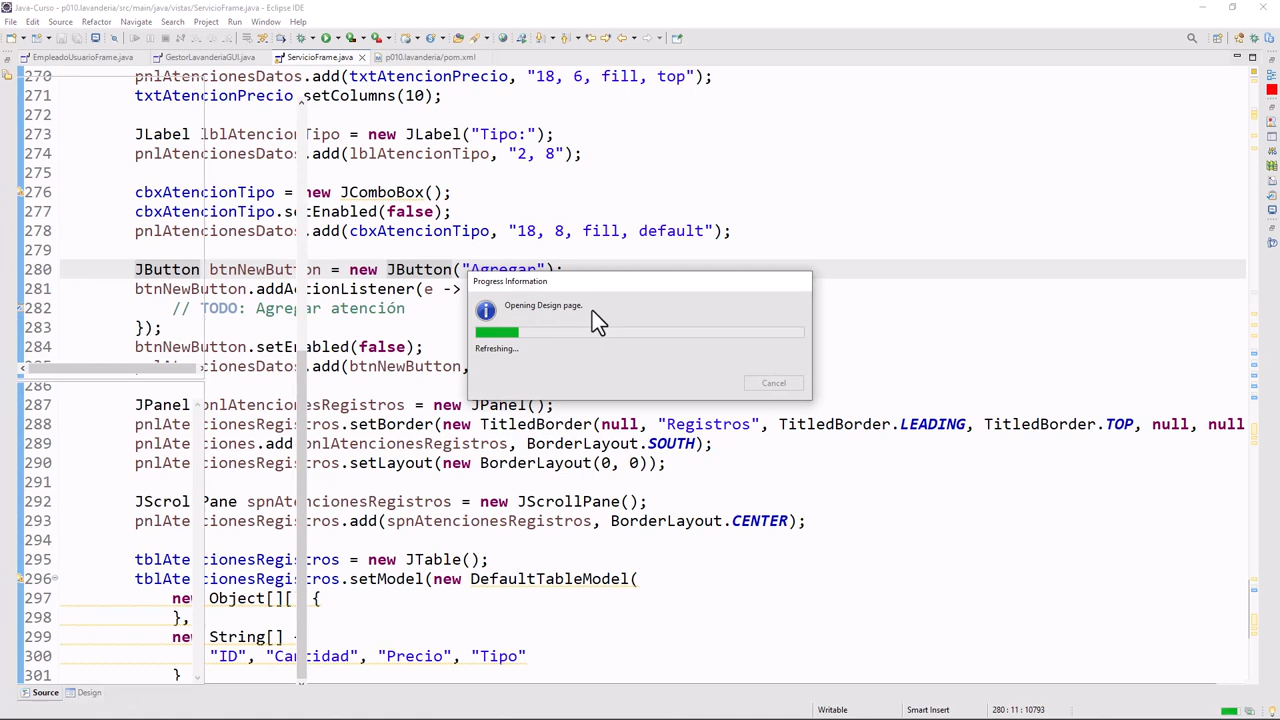 Java-Curso - p010.lavanderia/src/main/java/vistas/ServicioFrame.java - Eclipse IDE
File Edit Source Refactor Navigate Search Project Run Window Help
EmpleadoUsuarioFrame.java GestorLavanderiaGUI.java ServicioFrame.java p010.lavanderia/pom.xml
270 pnlAtencionesDatos.add(txtAtencionPrecio, "18, 6, fill, top");
271 txtAtencionPrecio setColumns(10);
272
273 JLabel lblAtencionTipo = new JLabel("Tipo:");
274 pnlAtencionesDatos.add(lblAtencionTipo, "2, 8");
275
276 cbxAtencionTipo = new JComboBox();
277 cbxAtencionTipo.setEnabled(false);
278 pnlAtencionesDatos.add(cbxAtencionTipo, "18, 8, fill, default");
279
280 JButton btnNewButton = new JButton("Agregar");
281 btnNewButton.addActionListener(e ->
282 // TODO: Agregar atención
283 });
284 btnNewButton.setEnabled(false);
pnlAtencionesDatos.add(btnNewButton,
286
287 JPanel pnlAtencionesRegistros = new JPanel();
288 pnlAtencionesRegistros.setBorder(new TitledBorder(null, "Registros", TitledBorder.LEADING, TitledBorder.TOP, null, null
289 pnlAtenciones.add(pnlAtencionesRegistros, BorderLayout.SOUTH);
290 pnlAtencionesRegistros.setLayout(new BorderLayout(0, 0));
291
292 JScrollPane spnAtencionesRegistros = new JScrollPane();
293 pnlAtencionesRegistros.add(spnAtencionesRegistros, BorderLayout.CENTER);
294
295 tblAtencionesRegistros = new JTable();
296 tblAtencionesRegistros.setModel(new DefaultTableModel(
297 new Object[][] {
298 },
299 new String[] {
300 "ID", "Cantidad", "Precio", "Tipo"
301 }
Progress Information
Opening Design page.
Refreshing...
Cancel
Source Design
Writable Smart Insert 280 : 11 : 10793